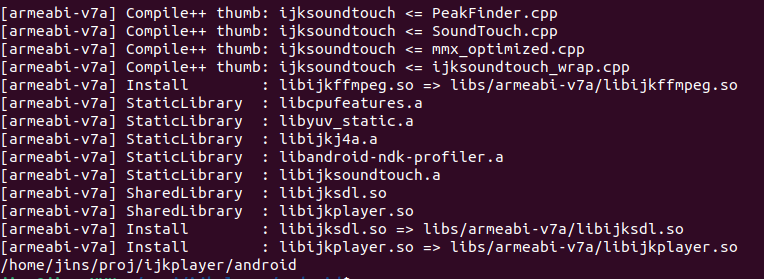 [armeabi-v7a] Compile++ thumb: ijksoundtouch <= PeakFinder.cpp
[armeabi-v7a] Compile++ thumb: ijksoundtouch <= SoundTouch.cpp
[armeabi-v7a] Compile++ thumb: ijksoundtouch <= mmx_optimized.cpp
[armeabi-v7a] Compile++ thumb: ijksoundtouch <= ijksoundtouch_wrap.cpp
[armeabi-v7a] Install        : libijkffmpeg.so => libs/armeabi-v7a/libijkffmpeg.so
[armeabi-v7a] StaticLibrary  : libcpufeatures.a
[armeabi-v7a] StaticLibrary  : libyuv_static.a
[armeabi-v7a] StaticLibrary  : libijkj4a.a
[armeabi-v7a] StaticLibrary  : libandroid-ndk-profiler.a
[armeabi-v7a] StaticLibrary  : libijksoundtouch.a
[armeabi-v7a] SharedLibrary  : libijksdl.so
[armeabi-v7a] SharedLibrary  : libijkplayer.so
[armeabi-v7a] Install        : libijksdl.so => libs/armeabi-v7a/libijksdl.so
[armeabi-v7a] Install        : libijkplayer.so => libs/armeabi-v7a/libijkplayer.so
/home/jins/proj/ijkplayer/android